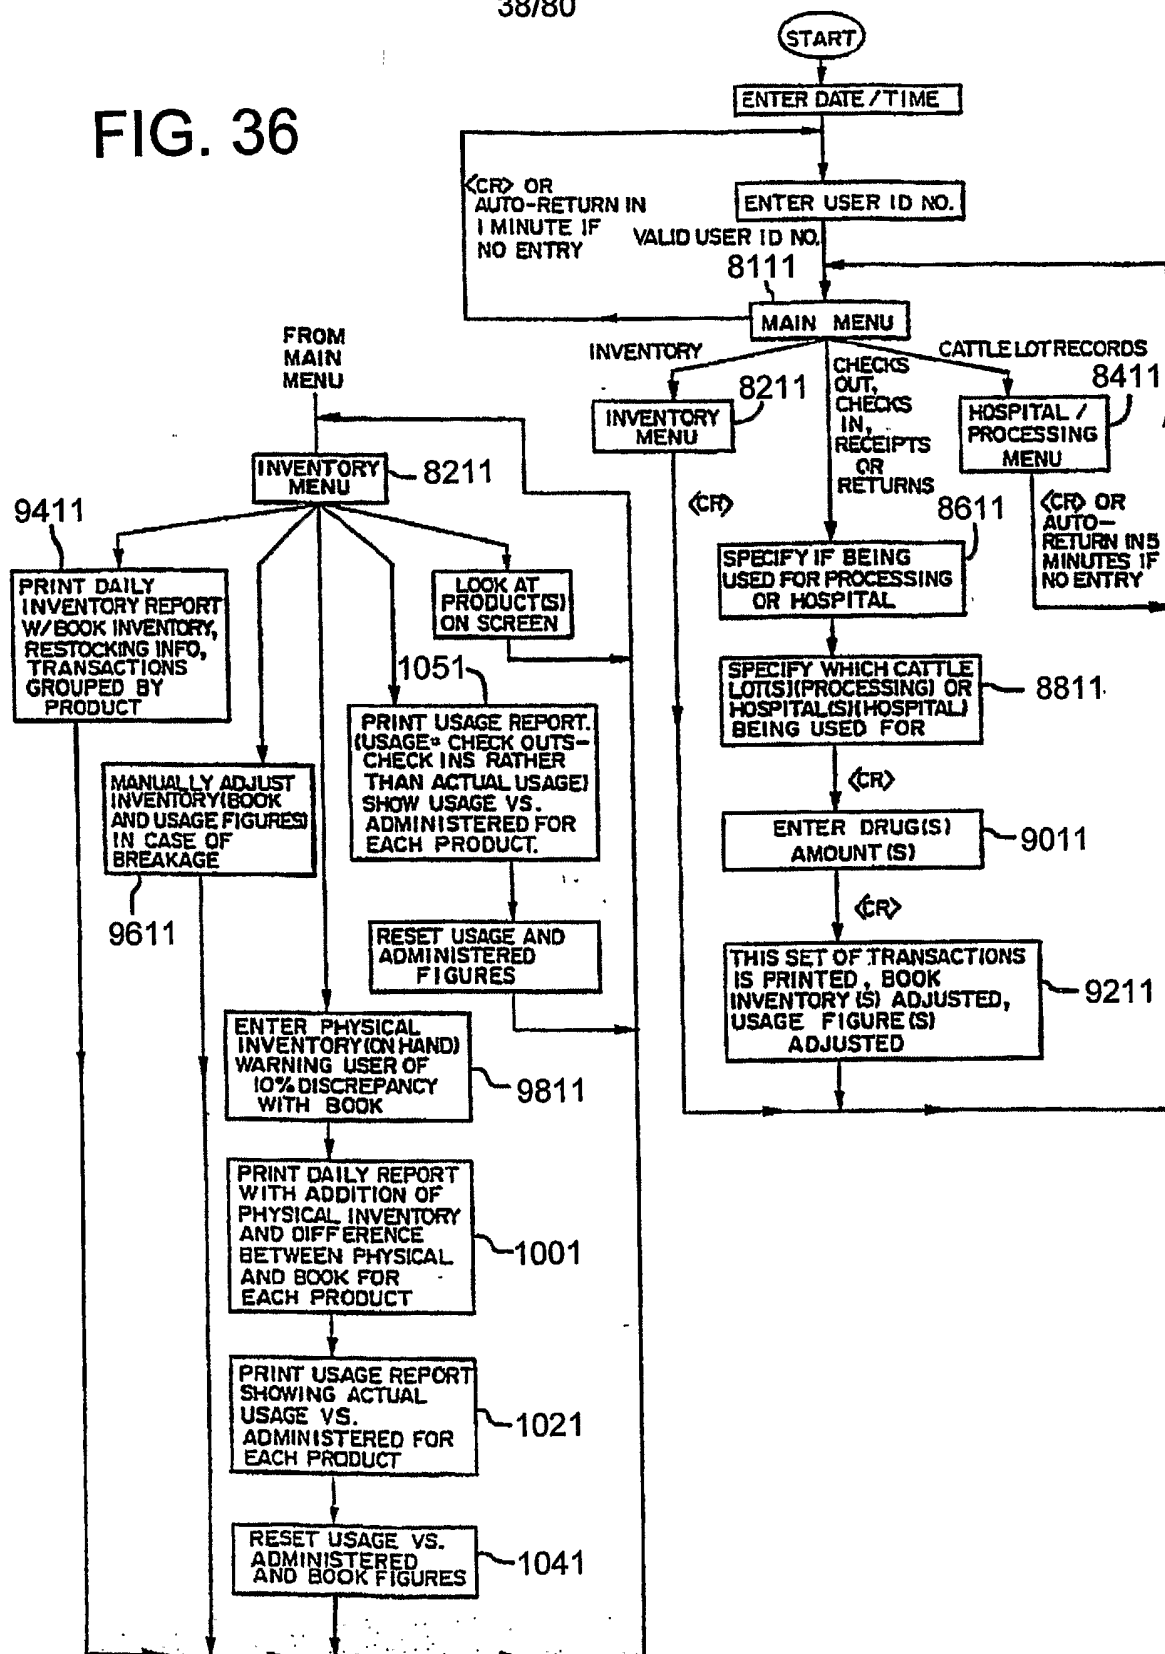 38/80
FIG. 36
START
ENTER DATE / TIME
<CR> OR
AUTO-RETURN IN
1 MINUTE IF
NO ENTRY
ENTER USER ID NO.
VALID USER ID NO.
8111
MAIN MENU
INVENTORY
CHECKS
OUT,
CHECKS
IN,
RECEIPTS
OR
RETURNS
CATTLE LOT RECORDS
8211
INVENTORY
MENU
<CR>
8411
HOSPITAL /
PROCESSING
MENU
<CR> OR
AUTO-
RETURN IN 5
MINUTES IF
NO ENTRY
8611
SPECIFY IF BEING
USED FOR PROCESSING
OR HOSPITAL
SPECIFY WHICH CATTLE
LOT(S)(PROCESSING) OR
HOSPITAL(S)(HOSPITAL)
BEING USED FOR
8811
<CR>
ENTER DRUG(S)
AMOUNT (S)
9011
<CR>
THIS SET OF TRANSACTIONS
IS PRINTED, BOOK
INVENTORY (S) ADJUSTED,
USAGE FIGURE(S)
ADJUSTED
9211
FROM
MAIN
MENU
INVENTORY
MENU
8211
9411
PRINT DAILY
INVENTORY REPORT
W/BOOK INVENTORY,
RESTOCKING INFO,
TRANSACTIONS
GROUPED BY
PRODUCT
LOOK AT
PRODUCT(S)
ON SCREEN
1051
PRINT USAGE REPORT.
(USAGE= CHECK OUTS-
CHECK INS RATHER
THAN ACTUAL USAGE)
SHOW USAGE VS.
ADMINISTERED FOR
EACH PRODUCT.
MANUALLY ADJUST
INVENTORY(BOOK
AND USAGE FIGURES)
IN CASE OF
BREAKAGE
9611
RESET USAGE AND
ADMINISTERED
FIGURES
ENTER PHYSICAL
INVENTORY(ON HAND)
WARNING USER OF
10% DISCREPANCY
WITH BOOK
9811
PRINT DAILY REPORT
WITH ADDITION OF
PHYSICAL INVENTORY
AND DIFFERENCE
BETWEEN PHYSICAL
AND BOOK FOR
EACH PRODUCT
1001
PRINT USAGE REPORT
SHOWING ACTUAL
USAGE VS.
ADMINISTERED FOR
EACH PRODUCT
1021
RESET USAGE VS.
ADMINISTERED
AND BOOK FIGURES
1041